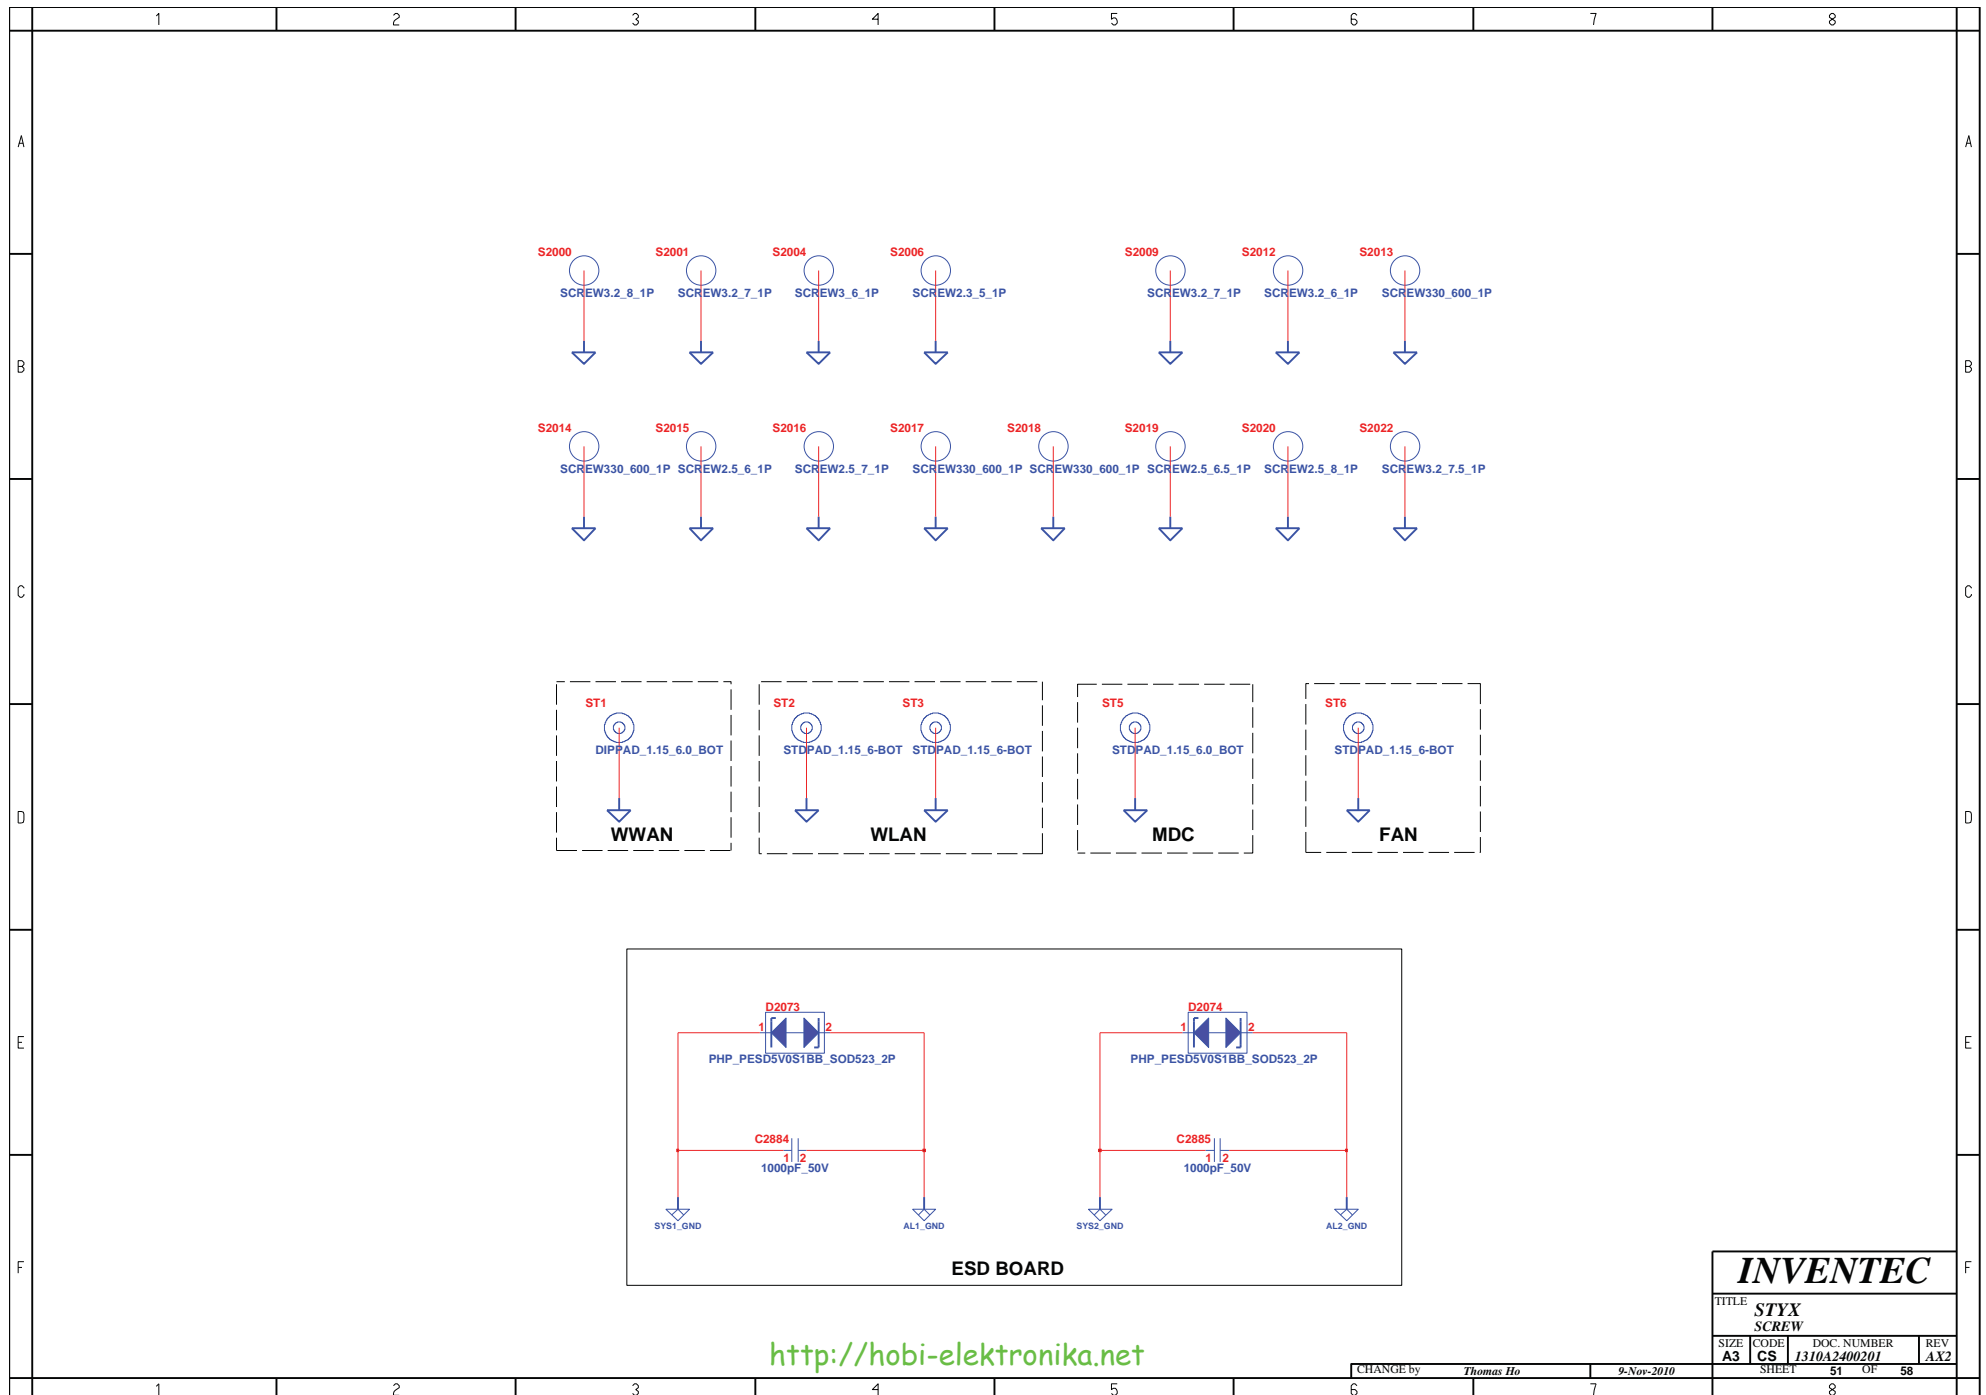 1 2 3 4 5 6 7 8
A A
S2000 S2001 S2004 S2006 S2009 S2012 S2013
SCREW3.2_8_1P SCREW3.2_7_1P SCREW3_6_1P SCREW2.3_5_1P SCREW3.2_7_1P SCREW3.2_6_1P SCREW330_600_1P
B B
S2014 S2015 S2016 S2017 S2018 S2019 S2020 S2022
SCREW330_600_1P SCREW2.5_6_1P SCREW2.5_7_1P SCREW330_600_1P SCREW330_600_1P SCREW2.5_6.5_1P SCREW2.5_8_1P SCREW3.2_7.5_1P
C C
ST1 ST2 ST3 ST5 ST6
DIPPAD_1.15_6.0_BOT STDPAD_1.15_6-BOT STDPAD_1.15_6-BOT STDPAD_1.15_6.0_BOT STDPAD_1.15_6-BOT
D D
WWAN WLAN MDC FAN
D2073 D2074
1 2 1 2
E E
PHP_PESD5V0S1BB_SOD523_2P PHP_PESD5V0S1BB_SOD523_2P
C2884 C2885
1 2 1 2
1000pF_50V 1000pF_50V
SYS1_GND AL1_GND SYS2_GND AL2_GND
F F
ESD BOARD
INVENTEC
TITLE STYX
SCREW
SIZE CODE DOC. NUMBER REV
A3 CS 1310A2400201 AX2
http://hobi-elektronika.net
CHANGE by Thomas Ho 9-Nov-2010 SHEET 51 OF 58
1 2 3 4 5 6 7 8